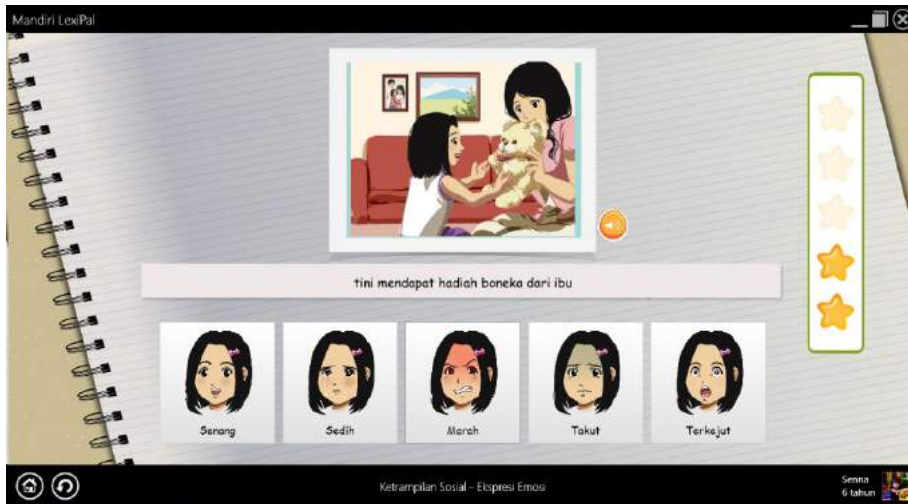 Mandiri LexiPal
tini mendapat hadiah boneka dari ibu
Senang
Sedih
Marah
Takut
Terkejut
Ketrampilan Sosial - Ekspresi Emosi
Senna
6 tahun